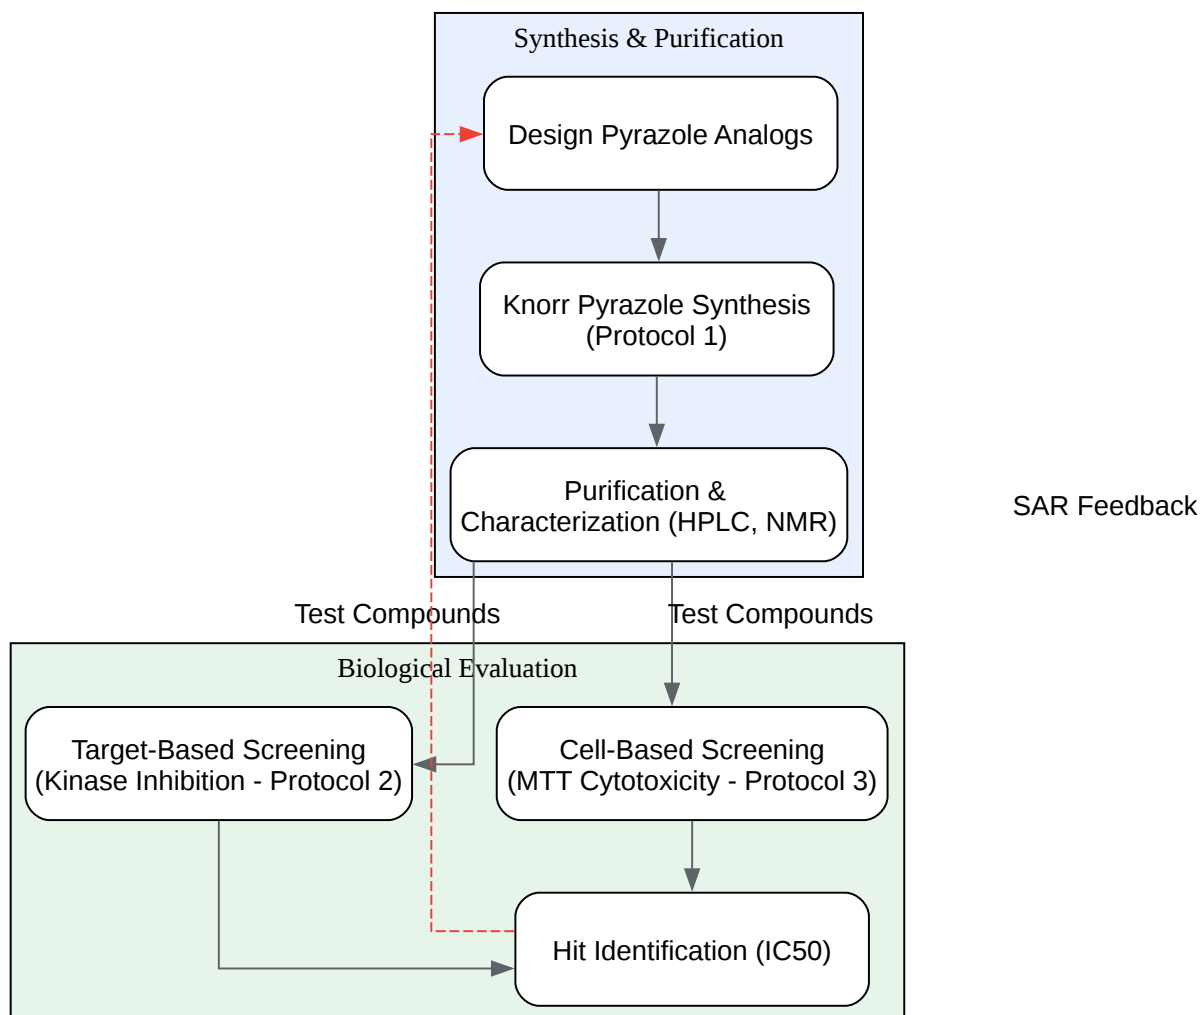 Synthesis & Purification
Design Pyrazole Analogs
Knorr Pyrazole Synthesis
(Protocol 1)
Purification &
Characterization (HPLC, NMR)
SAR Feedback
Test Compounds
Test Compounds
Biological Evaluation
Target-Based Screening
(Kinase Inhibition - Protocol 2)
Cell-Based Screening
(MTT Cytotoxicity - Protocol 3)
Hit Identification (IC50)